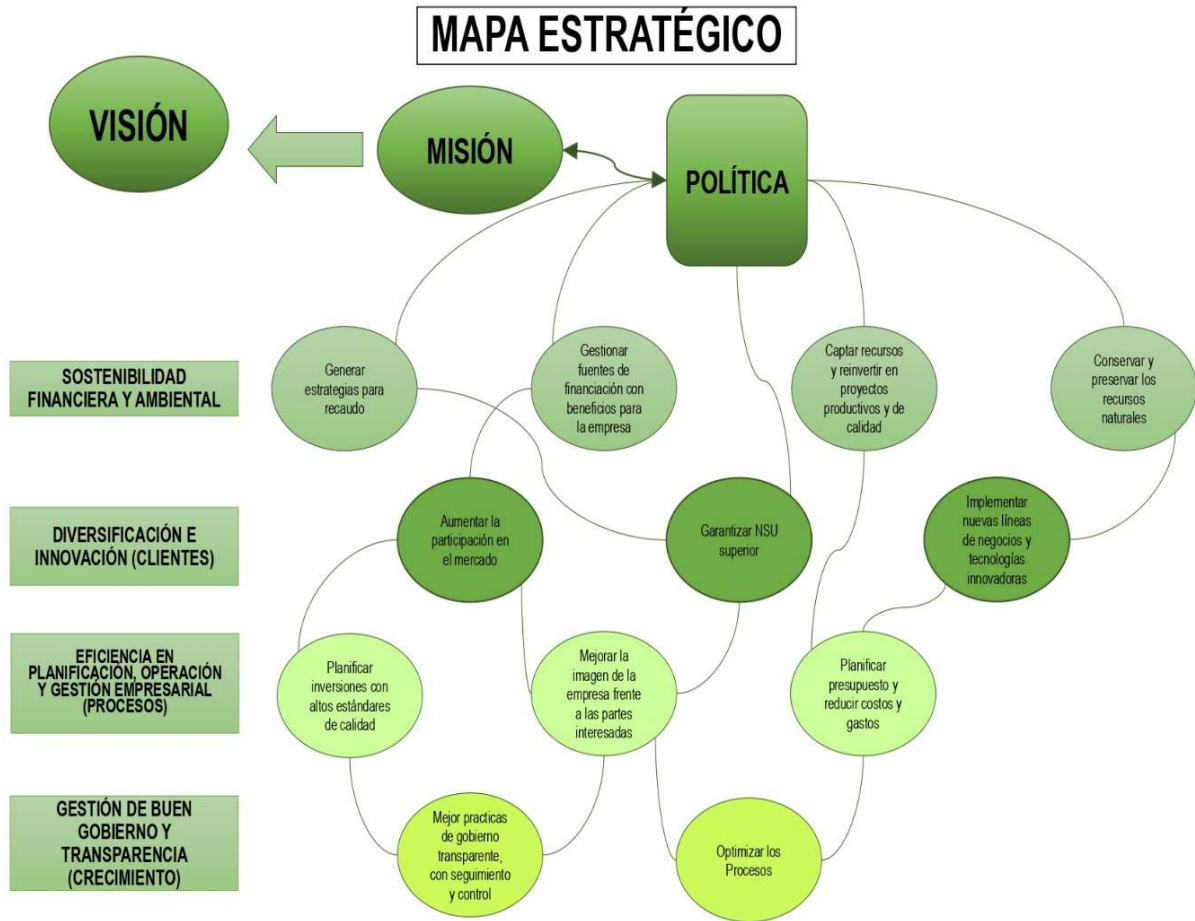 MAPA ESTRATÉGICO
VISIÓN
MISIÓN
POLÍTICA
SOSTENIBILIDAD
FINANCIERA Y AMBIENTAL
Generar
estrategias para
recaudo
Gestionar
fuentes de
financiación con
beneficios para
la empresa
Captar recursos
y reinvertir en
proyectos
productivos y de
calidad
Conservar y
preservar los
recursos
naturales
DIVERSIFICACIÓN E
INNOVACIÓN (CLIENTES)
Aumentar la
participación en
el mercado
Garantizar NSU
superior
Implementar
nuevas líneas
de negocios y
tecnologías
innovadoras
EFICIENCIA EN
PLANIFICACIÓN, OPERACIÓN
Y GESTIÓN EMPRESARIAL
(PROCESOS)
Planificar
inversiones con
altos estándares
de calidad
Mejorar la
imagen de la
empresa frente
a las partes
interesadas
Planificar
presupuesto y
reducir costos y
gastos
GESTIÓN DE BUEN
GOBIERNO Y
TRANSPARENCIA
(CRECIMIENTO)
Mejor practicas
de gobierno
transparente,
con seguimiento
y control
Optimizar los
Procesos